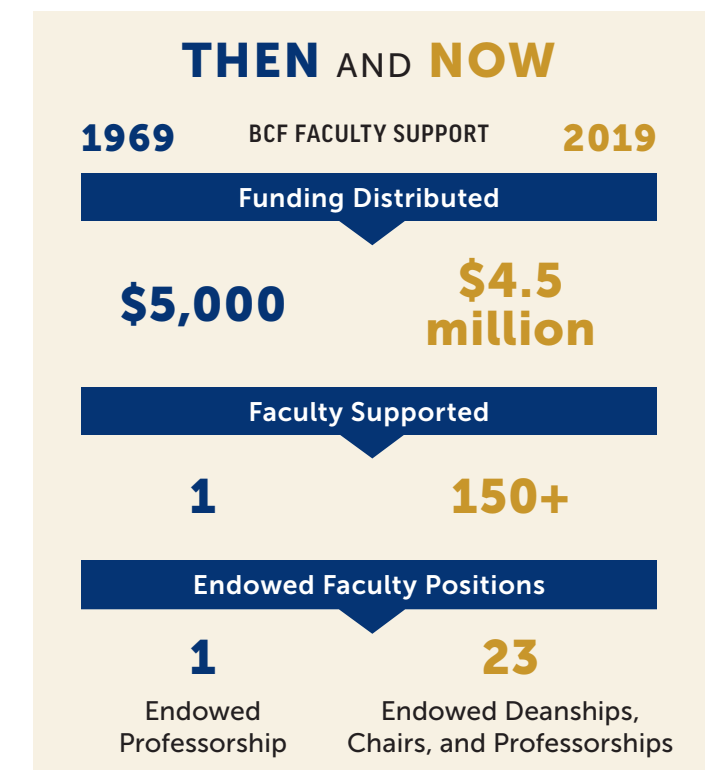 THEN AND NOW
1969 BCF FACULTY SUPPORT 2019
Funding Distributed
$5,000
$4.5
million
Faculty Supported
1 150+
Endowed Faculty Positions
1
Endowed
Professorship
23
Endowed Deanships,
Chairs, and Professorships